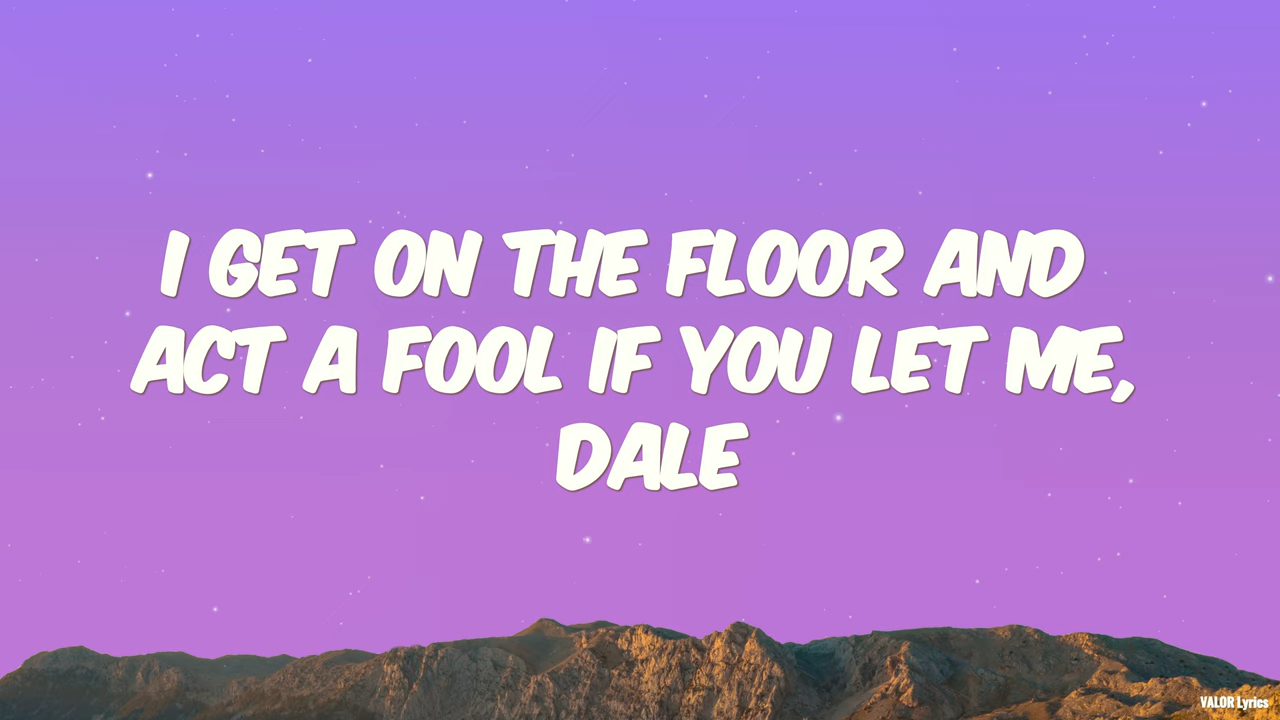 I GET ON THE FLOOR AND
ACT A FOOL IF YOU LET ME,
DALE
VALOR Lyrics